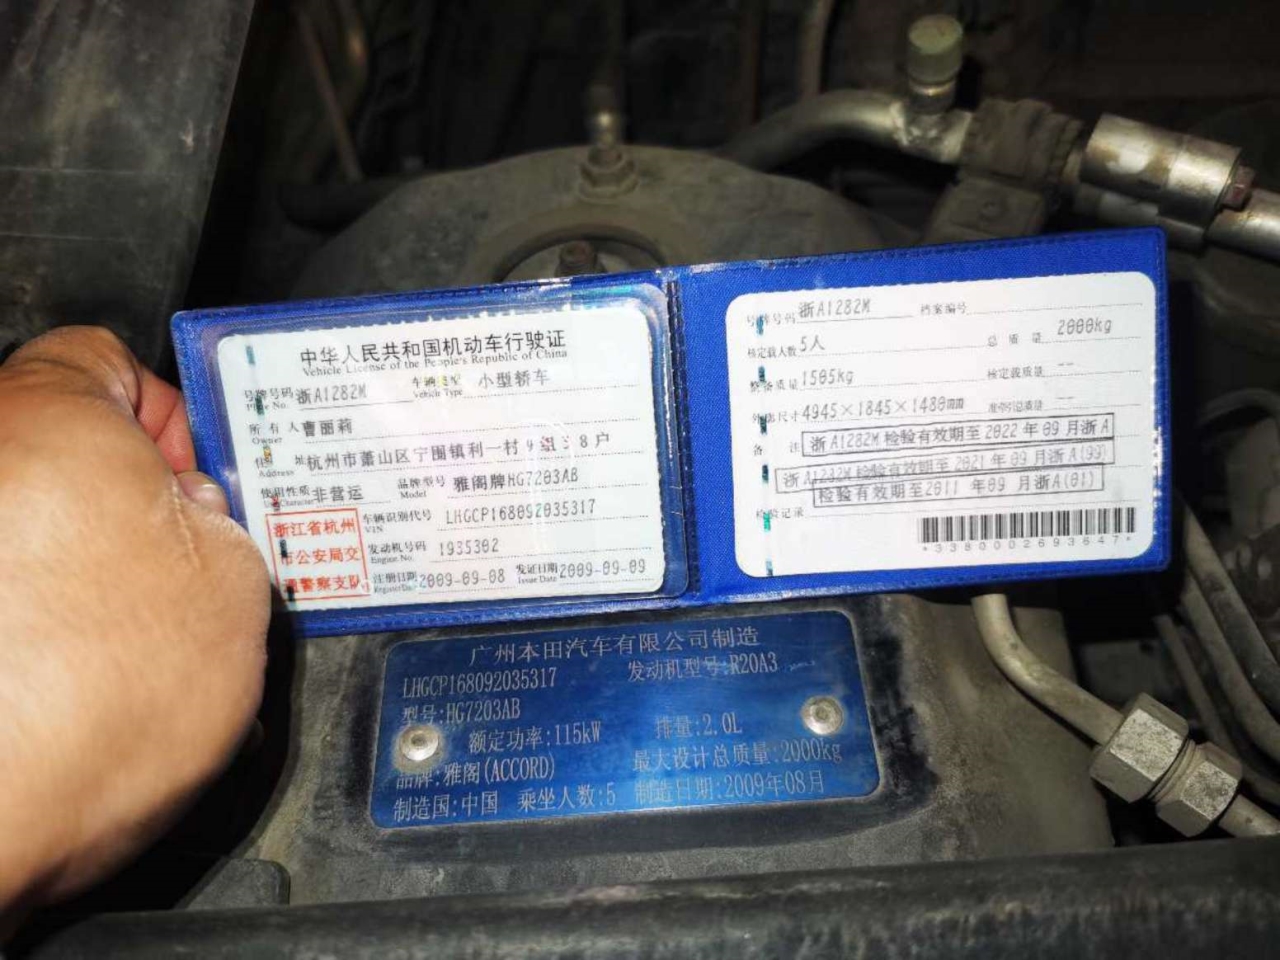 中华人民共和国机动车行驶证
Vehicle License of the People's Republic of China
号牌号码 浙A1282M 车辆类型 小型轿车
Plate No. Vehicle Type
所有人 曹丽莉
Owner
住址 杭州市萧山区宁围镇利一村9组 8户
Address
使用性质 非营运 品牌型号 雅阁牌HG7203AB
Use Character Model
浙江省杭州
市公安局交
通警察支队
车辆识别代号 LHGCP168092035317
VIN
发动机号码 1935302
Engine No.
注册日期 2009-09-08 发证日期 2009-09-09
Register Date Issue Date
号牌号码 浙A1282M 档案编号
核定载人数 5人 总质量 2000kg
整备质量 1505kg 核定载质量 --
外廓尺寸 4945×1845×1480mm 准牵引总质量 --
备注 浙A1282M检验有效期至2022年09月浙A
浙A1282M检验有效期至2021年09月浙A(99)
检验有效期至2011年09月浙A(01)
检验记录
*3380002693647*
广州本田汽车有限公司制造
LHGCP168092035317 发动机型号:R20A3
型号:HG7203AB
额定功率:115kW 排量:2.0L
品牌:雅阁(ACCORD) 最大设计总质量:2000kg
制造国:中国 乘坐人数:5 制造日期:2009年08月